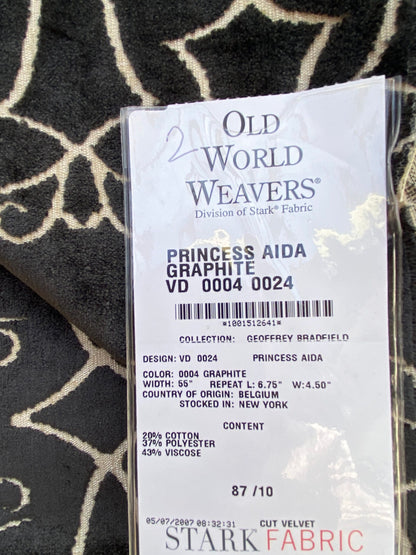 2
OLD
WORLD
WEAVERS®
Division of Stark® Fabric
PRINCESS AIDA
GRAPHITE
VD 0004 0024
*1001512641*
COLLECTION: GEOFFREY BRADFIELD
DESIGN: VD 0024 PRINCESS AIDA
COLOR: 0004 GRAPHITE
WIDTH: 55" REPEAT L: 6.75" W:4.50"
COUNTRY OF ORIGIN: BELGIUM
STOCKED IN: NEW YORK
CONTENT
20% COTTON
37% POLYESTER
43% VISCOSE
87 /10
05/07/2007 08:32:31 CUT VELVET
STARK FABRIC